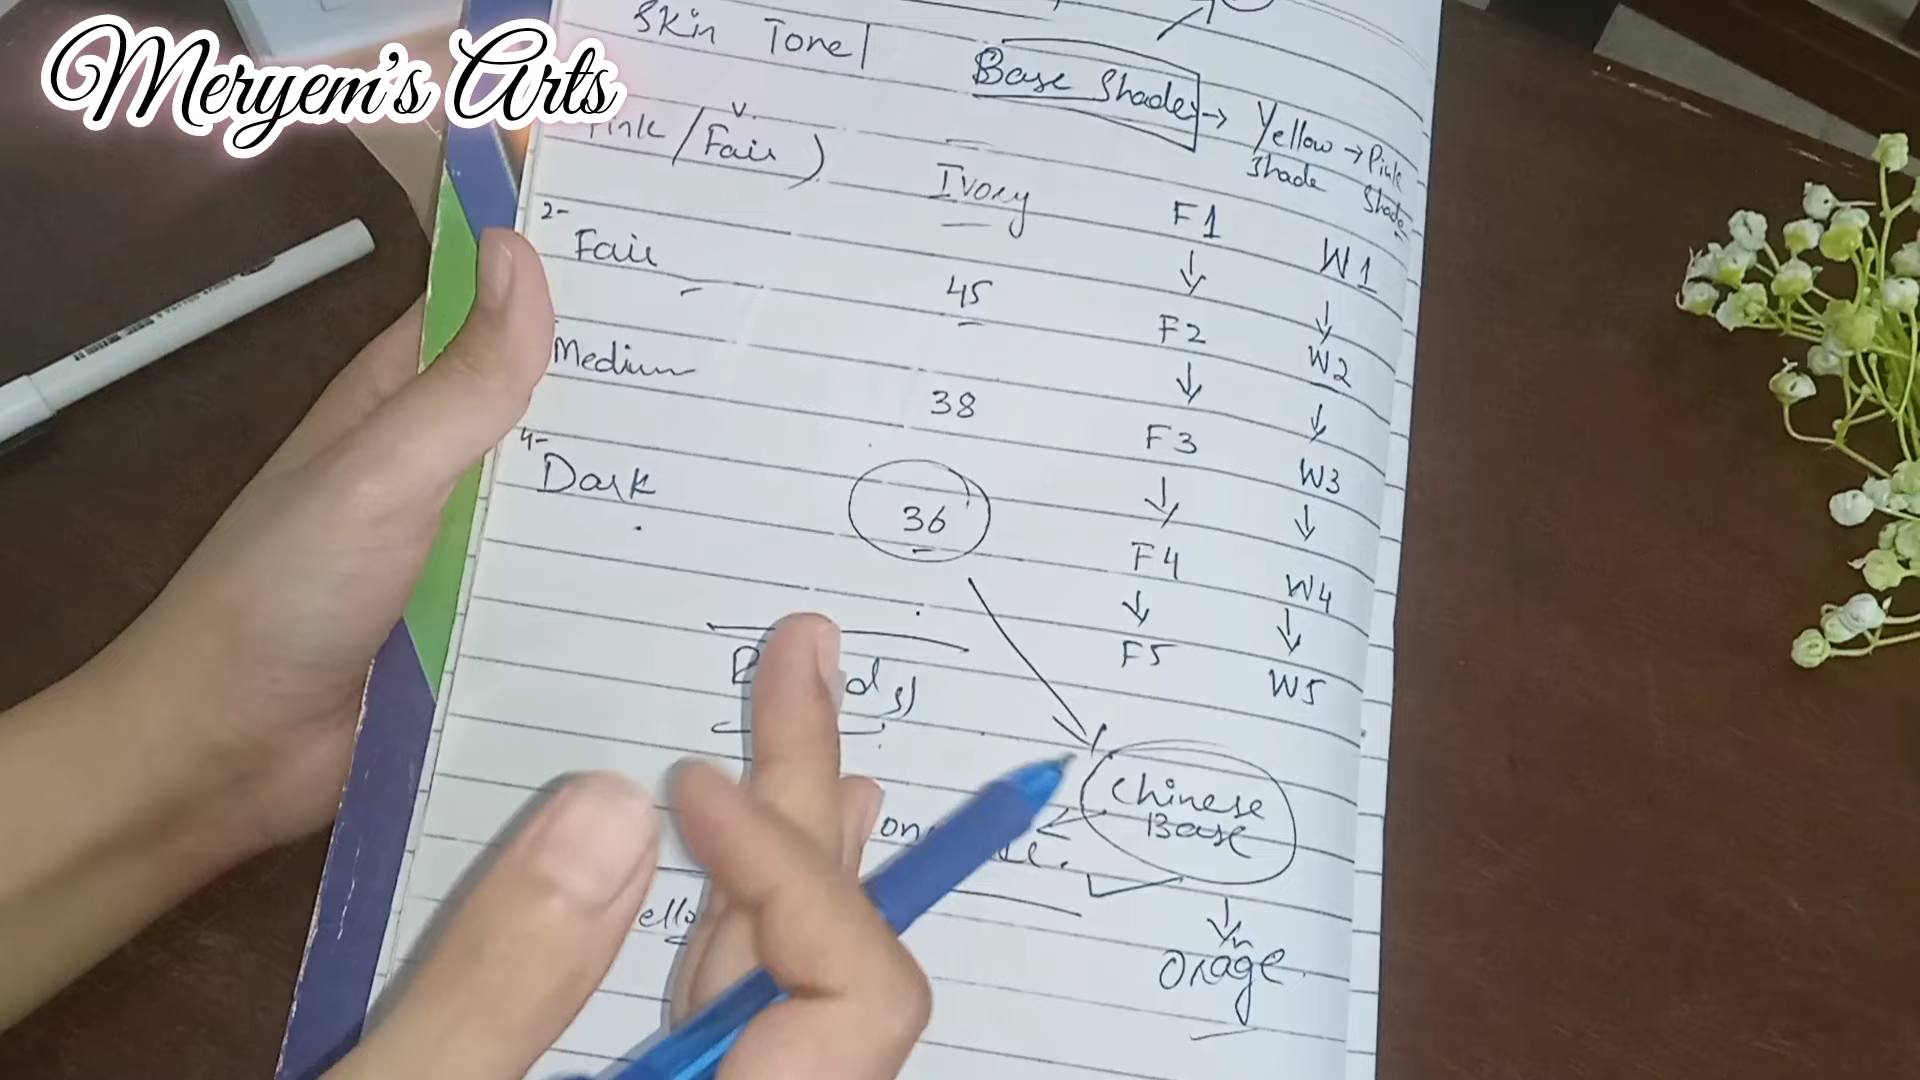 Meryem's Arts
Skin Tone
Base Shades → Yellow Shade → Pink Shade
Pink / Fair)
Ivory
F1
W1
2-
Fair
45
F2
W2
Medium
38
F3
W3
4-
Dark
36
F4
W4
F5
W5
Chinese
Base
Orage
n